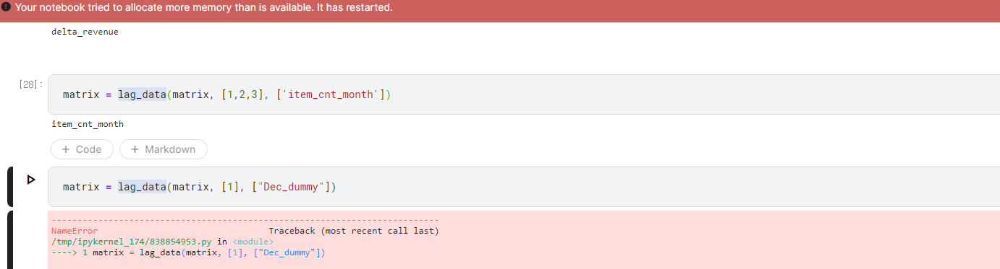 Your notebook tried to allocate more memory than is available. It has restarted.
delta_revenue
[28]:
matrix = lag_data(matrix, [1,2,3], ['item_cnt_month'])
item_cnt_month
+ Code + Markdown
matrix = lag_data(matrix, [1], ["Dec_dummy"])
---------------------------------------------------------------------------
NameError Traceback (most recent call last)
/tmp/ipykernel_174/838854953.py in <module>
----> 1 matrix = lag_data(matrix, [1], ["Dec_dummy"])